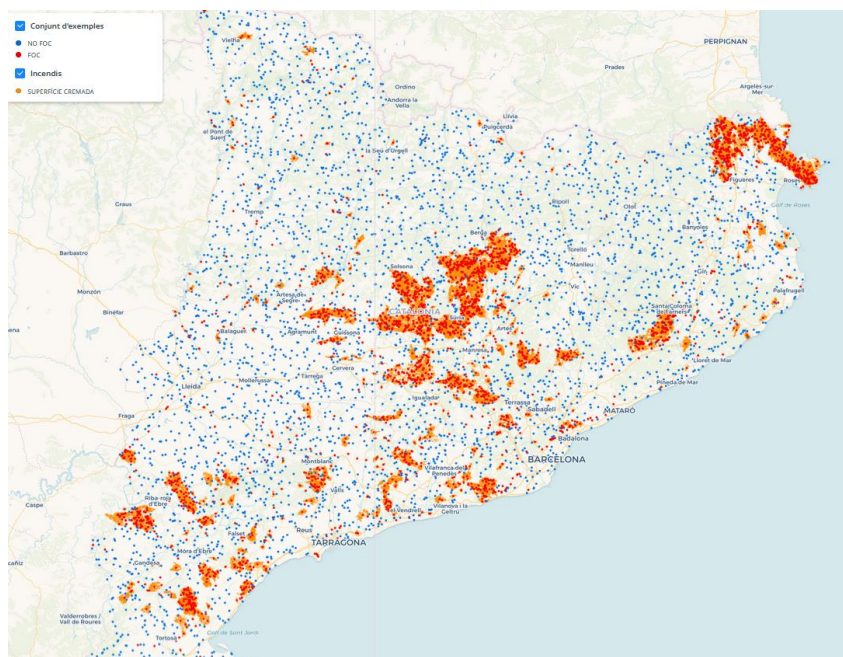 Conjunt d'exemples
NO FOC
FOC
Incendis
SUPERFÍCIE CREMADA
Vielha
PERPIGNAN
Prades
Argelès-sur
Mer
Ordino
Andorra la
Vella
el Pont de
Suert
Llívia
Puigcerdà
la Seu d'Urgell
Figueres
Roses
Golf de Roses
Graus
Tremp
Ripoll
Olot
Banyoles
Barbastro
Berga
Torelló
Manlleu
Solsona
Girona
Monzón
Artesa de
Segre
Vic
Palafrugell
Binéfar
CATALONIA
Santa Coloma
de Farners
Balaguer
Agramunt
Guissona
Artés
Manresa
Lloret de Mar
Cervera
Lleida
Mollerussa
Tàrrega
Pineda de Mar
Igualada
Terrassa
Sabadell
MATARÓ
Fraga
Badalona
BARCELONA
Montblanc
Vilafranca del
Penedès
Caspe
Riba-roja
d'Ebre
Valls
el Vendrell
Vilanova i la
Geltrú
Reus
Falset
TARRAGONA
Móra d'Ebre
Gandesa
cañiz
Valderrobres /
Vall de Roures
Golf de Sant Jordi
Tortosa